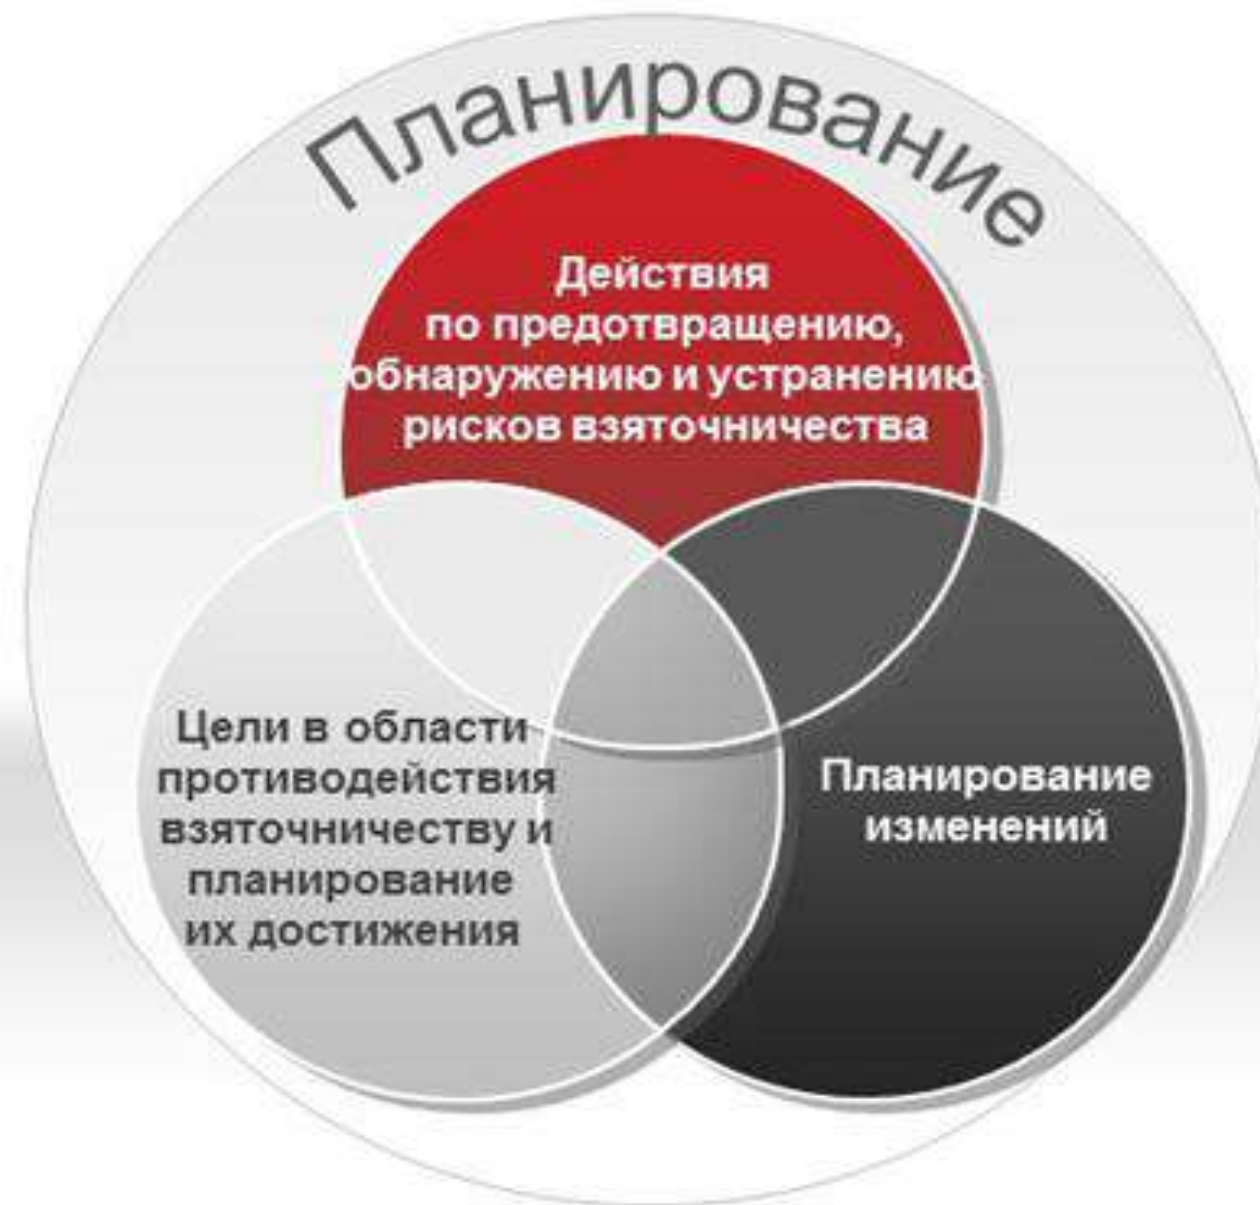 Планирование
Действия
по предотвращению,
обнаружению и устранению
рисков взяточничества
Цели в области
противодействия
взяточничеству и
планирование
их достижения
Планирование
изменений